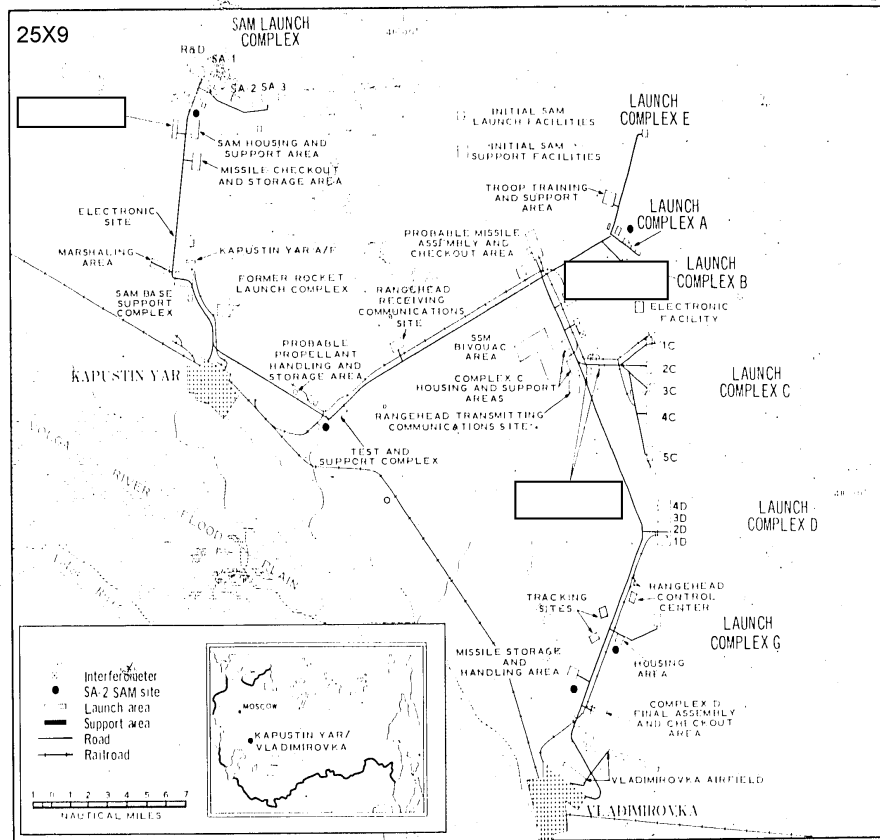 25X9
SAM LAUNCH
COMPLEX
R&D
SA-1
SA-2 SA-3
SAM HOUSING AND
SUPPORT AREA
MISSILE CHECKOUT
AND STORAGE AREA
ELECTRONIC
SITE
MARSHALING
AREA
KAPUSTIN YAR A/F
SAM BASE
SUPPORT
COMPLEX
FORMER ROCKET
LAUNCH COMPLEX
KAPUSTIN YAR
PROBABLE
PROPELLANT
HANDLING AND
STORAGE AREA
RANGEHEAD
RECEIVING
COMMUNICATIONS
SITE
TEST AND
SUPPORT COMPLEX
INITIAL SAM
LAUNCH FACILITIES
INITIAL SAM
SUPPORT FACILITIES
LAUNCH
COMPLEX E
TROOP TRAINING
AND SUPPORT
AREA
LAUNCH
COMPLEX A
PROBABLE MISSILE
ASSEMBLY AND
CHECKOUT AREA
LAUNCH
COMPLEX B
ELECTRONIC
FACILITY
SSM
BIVOUAC
AREA
COMPLEX C
HOUSING AND SUPPORT
AREAS
RANGEHEAD TRANSMITTING
COMMUNICATIONS SITE
1C
2C
3C
4C
5C
LAUNCH
COMPLEX C
4D
3D
2D
1D
LAUNCH
COMPLEX D
VOLGA
RIVER
FLOOD
PLAIN
TRACKING
SITES
RANGEHEAD
CONTROL
CENTER
LAUNCH
COMPLEX G
MISSILE STORAGE
AND
HANDLING AREA
HOUSING
AREA
COMPLEX D
FINAL ASSEMBLY
AND CHECKOUT
AREA
VLADIMIROVKA AIRFIELD
VLADIMIROVKA
Interferometer
SA-2 SAM site
Launch area
Support area
Road
Railroad
1 0 1 2 3 4 5 6 7
NAUTICAL MILES
MOSCOW
KAPUSTIN YAR/
VLADIMIROVKA